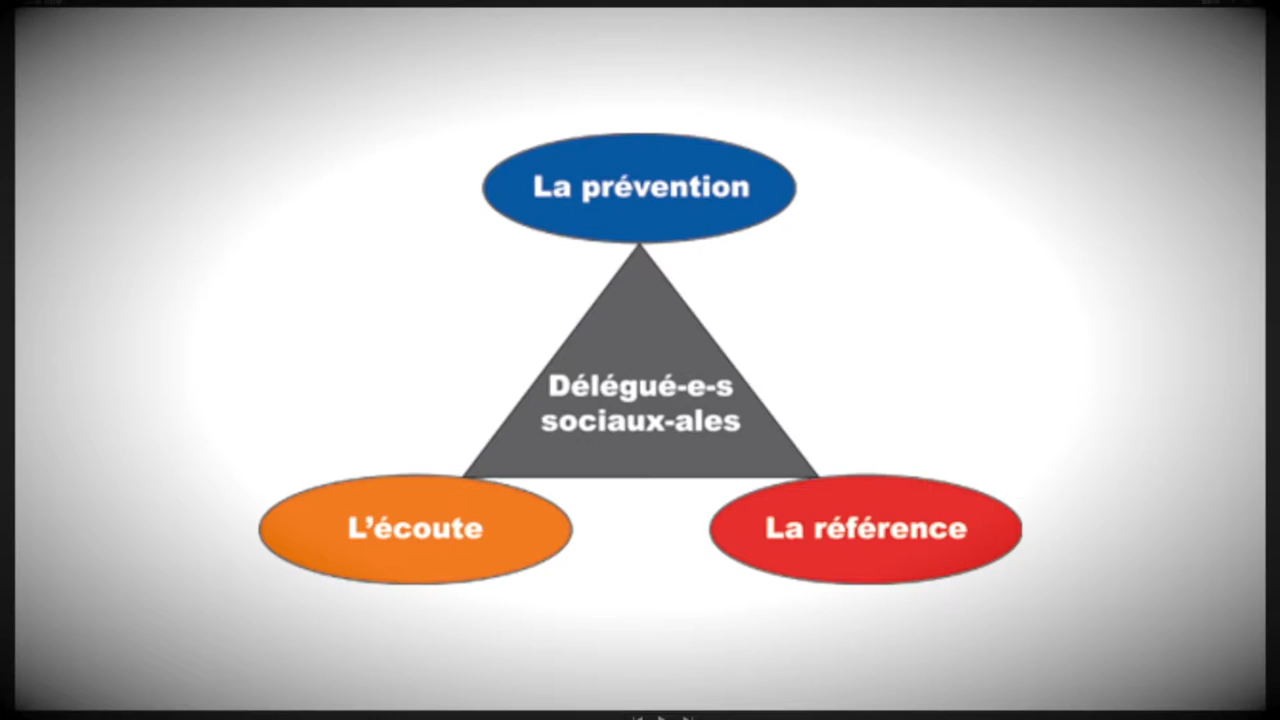 La prévention
Délégué-e-s
sociaux-ales
L'écoute
La référence